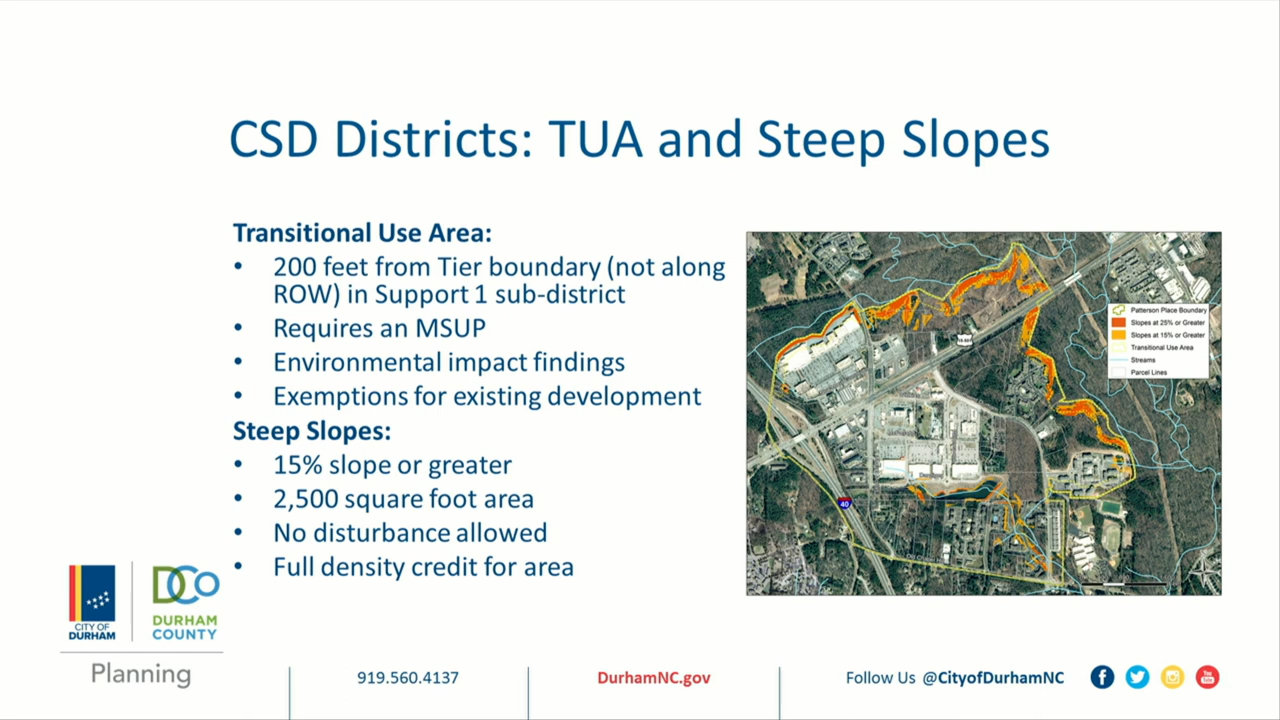 CSD Districts: TUA and Steep Slopes
Transitional Use Area:
• 200 feet from Tier boundary (not along
ROW) in Support 1 sub-district
• Requires an MSUP
• Environmental impact findings
• Exemptions for existing development
Steep Slopes:
• 15% slope or greater
• 2,500 square foot area
• No disturbance allowed
• Full density credit for area
Patterson Place Boundary
Slopes at 25% or Greater
Slopes at 15% or Greater
Transitional Use Area
Streams
Parcel Lines
40
CITY OF
DURHAM
DCO
DURHAM
COUNTY
Planning
919.560.4137
DurhamNC.gov
Follow Us @CityofDurhamNC